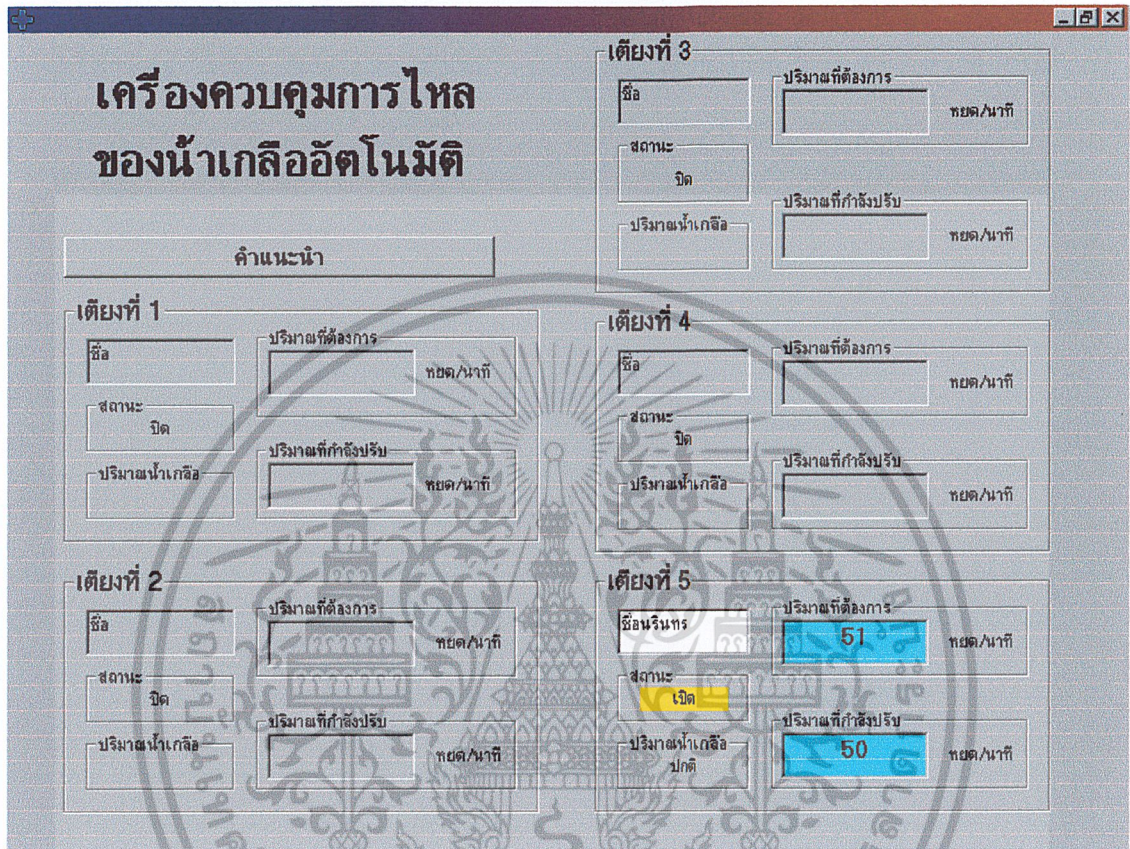 เครื่องควบคุมการไหล
ของน้ำเกลืออัตโนมัติ
คำแนะนำ
เตียงที่ 1
ชื่อ
ปริมาณที่ต้องการ
หยด/นาที
สถานะ
ปิด
ปริมาณที่กำลังปรับ
หยด/นาที
ปริมาณน้ำเกลือ
เตียงที่ 2
ชื่อ
ปริมาณที่ต้องการ
หยด/นาที
สถานะ
ปิด
ปริมาณที่กำลังปรับ
หยด/นาที
ปริมาณน้ำเกลือ
เตียงที่ 3
ชื่อ
ปริมาณที่ต้องการ
หยด/นาที
สถานะ
ปิด
ปริมาณที่กำลังปรับ
หยด/นาที
ปริมาณน้ำเกลือ
เตียงที่ 4
ชื่อ
ปริมาณที่ต้องการ
หยด/นาที
สถานะ
ปิด
ปริมาณที่กำลังปรับ
หยด/นาที
ปริมาณน้ำเกลือ
เตียงที่ 5
ชื่อนรินทร
ปริมาณที่ต้องการ
51 หยด/นาที
สถานะ
เปิด
ปริมาณที่กำลังปรับ
50 หยด/นาที
ปริมาณน้ำเกลือ
ปกติ